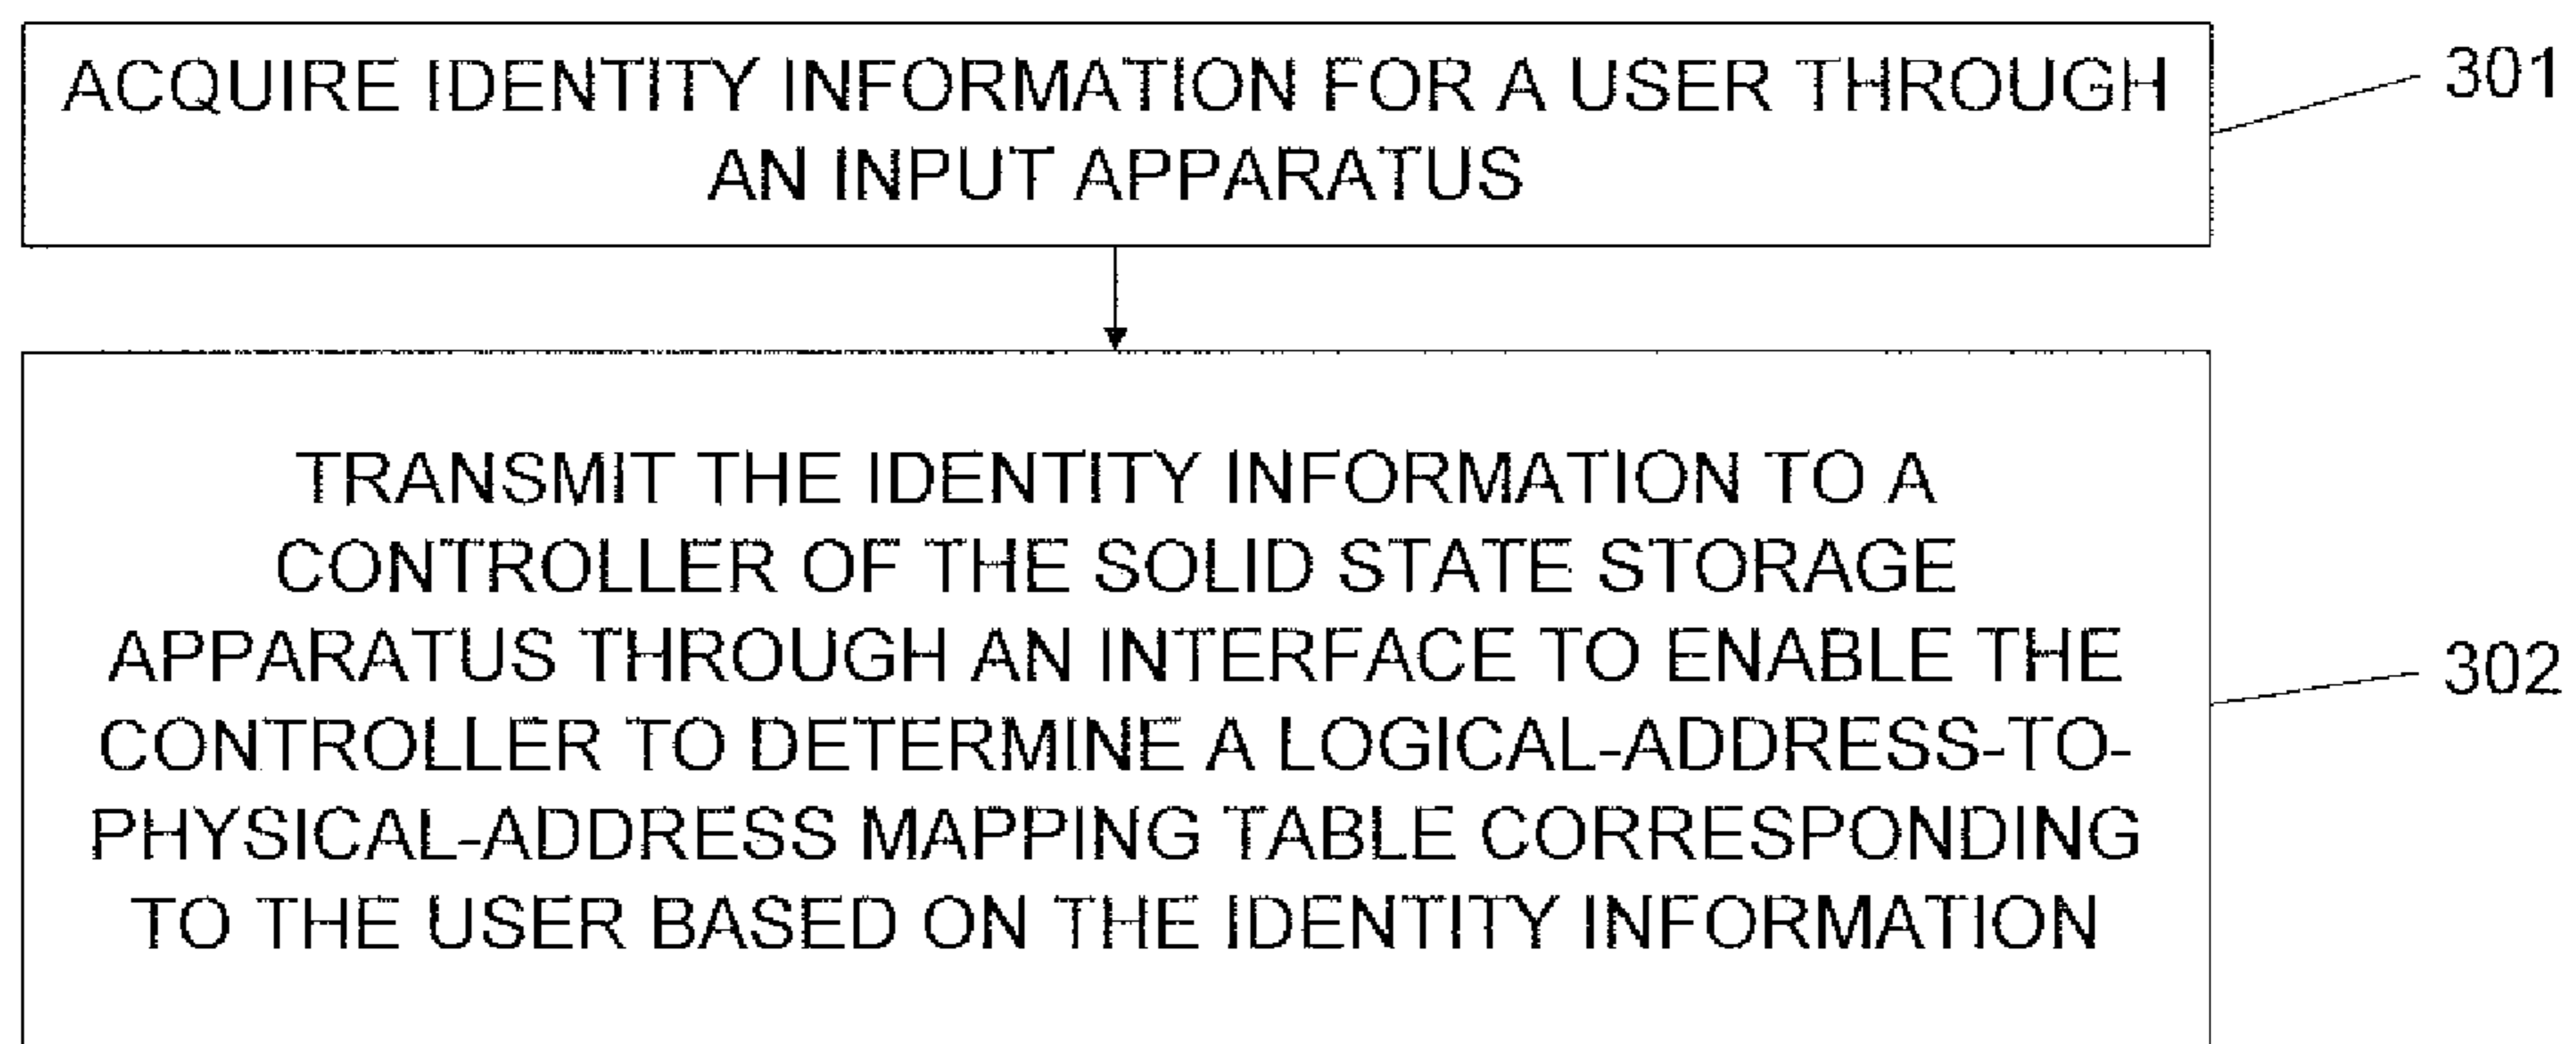 ACQUIRE IDENTITY INFORMATION FOR A USER THROUGH
AN INPUT APPARATUS
301
TRANSMIT THE IDENTITY INFORMATION TO A
CONTROLLER OF THE SOLID STATE STORAGE
APPARATUS THROUGH AN INTERFACE TO ENABLE THE
CONTROLLER TO DETERMINE A LOGICAL-ADDRESS-TO-
PHYSICAL-ADDRESS MAPPING TABLE CORRESPONDING
TO THE USER BASED ON THE IDENTITY INFORMATION
302